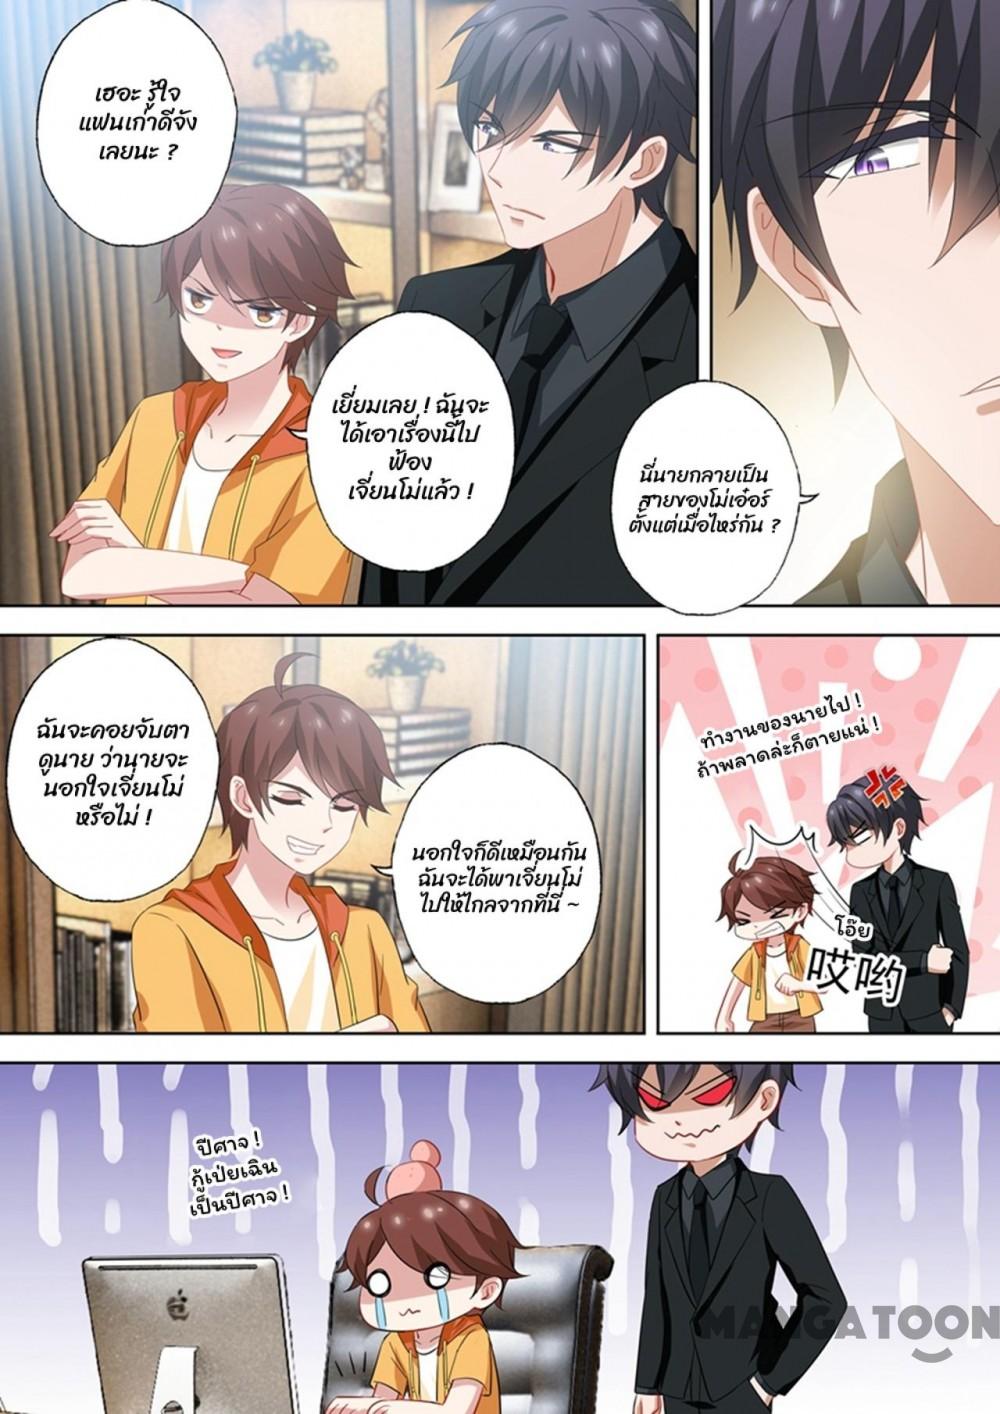 เฮอะ รู้ใจ
แฟนเก่าดีจัง
เลยนะ ?
เยี่ยมเลย ! ฉันจะ
ได้เอาเรื่องนี้ไป
ฟ้อง
เจี่ยนโม่แล้ว !
นี่นายกลายเป็น
สายของโม่เอ๋อร์
ตั้งแต่เมื่อไหร่กัน ?
ฉันจะคอยจับตา
ดูนาย ว่านายจะ
นอกใจเจี่ยนโม่
หรือไม่ !
นอกใจก็ดีเหมือนกัน
ฉันจะได้พาเจี่ยนโม่
ไปให้ไกลจากที่นี่ ~
ทำงานของนายไป !
ถ้าพลาดล่ะก็ตายแน่ !
โอ๊ย
哎哟
ปีศาจ !
กู้เป่ยเฉิน
เป็นปีศาจ !
MANGATOON